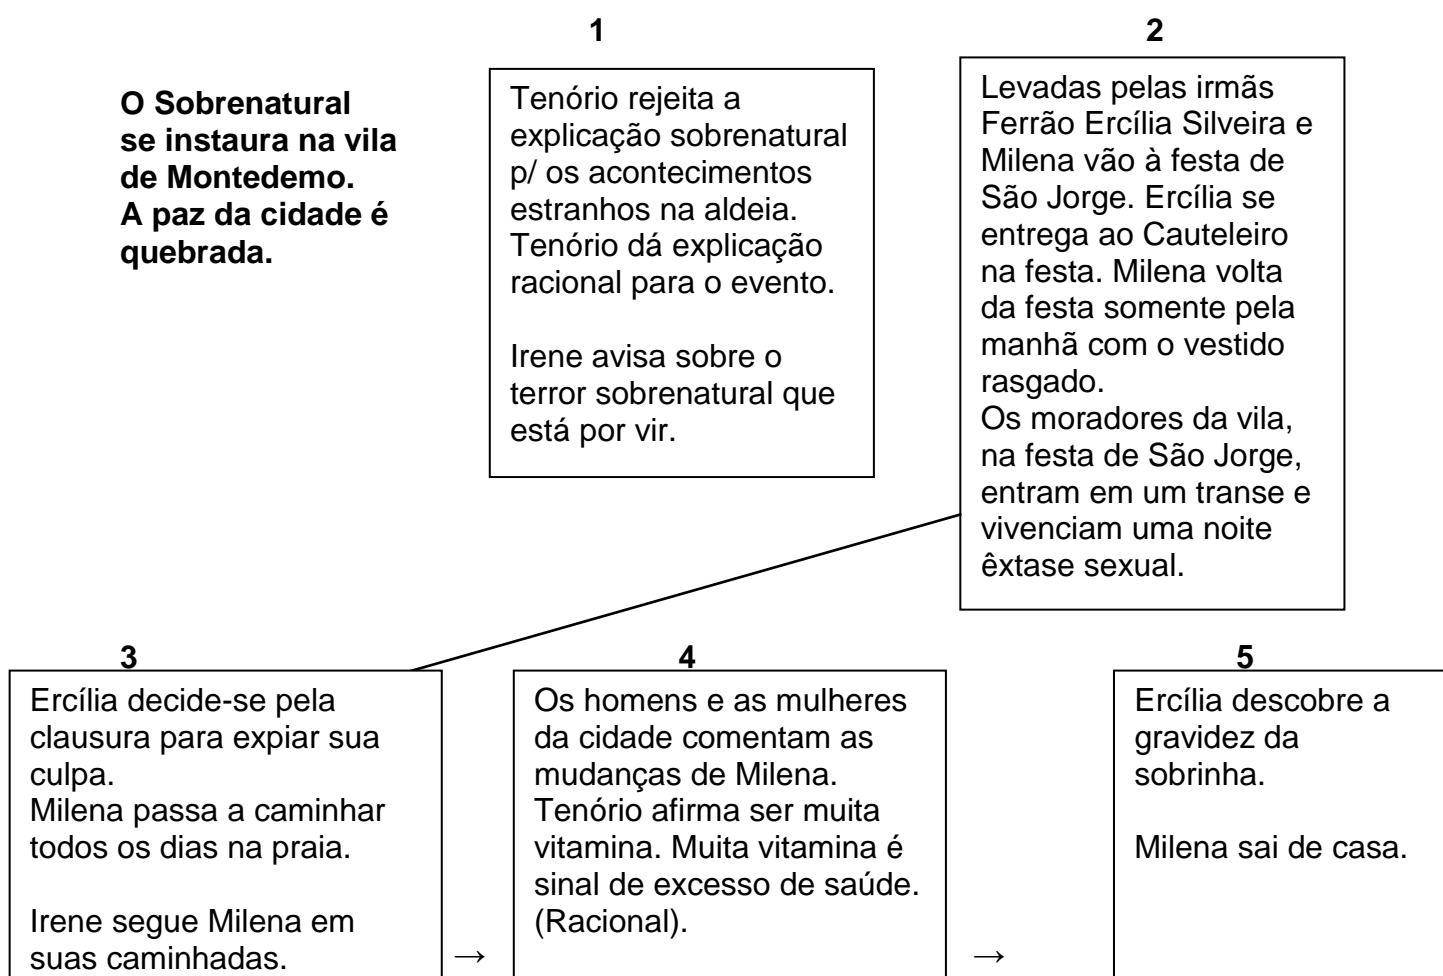 O Sobrenatural
se instaura na vila
de Montedemo.
A paz da cidade é
quebrada.
1
Tenório rejeita a
explicação sobrenatural
p/ os acontecimentos
estranhos na aldeia.
Tenório dá explicação
racional para o evento.
Irene avisa sobre o
terror sobrenatural que
está por vir.
2
Levadas pelas irmãs
Ferrão Ercília Silveira e
Milena vão à festa de
São Jorge. Ercília se
entrega ao Cauteleiro
na festa. Milena volta
da festa somente pela
manhã com o vestido
rasgado.
Os moradores da vila,
na festa de São Jorge,
entram em um transe e
vivenciam uma noite
êxtase sexual.
3
Ercília decide-se pela
clausura para expiar sua
culpa.
Milena passa a caminhar
todos os dias na praia.
Irene segue Milena em
suas caminhadas.
→
4
Os homens e as mulheres
da cidade comentam as
mudanças de Milena.
Tenório afirma ser muita
vitamina. Muita vitamina é
sinal de excesso de saúde.
(Racional).
→
5
Ercília descobre a
gravidez da
sobrinha.
Milena sai de casa.